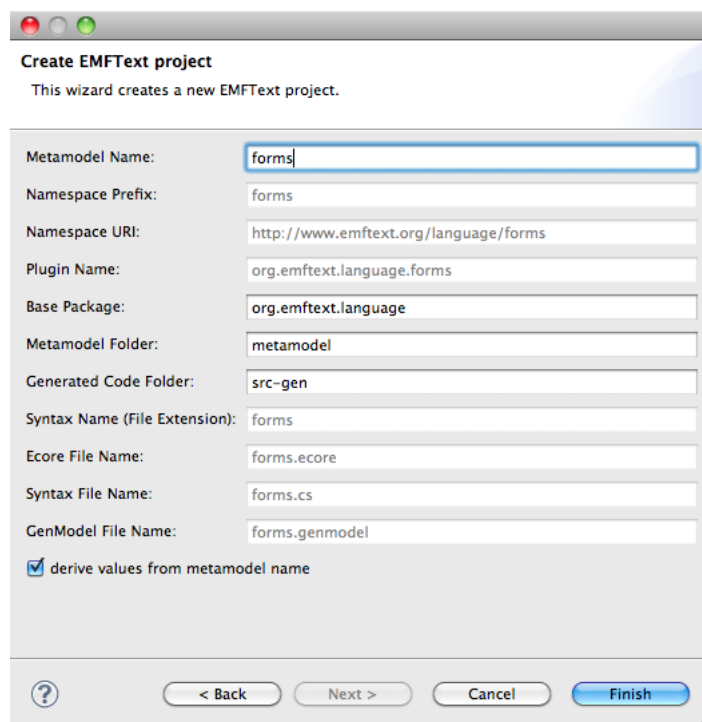 Create EMFText project
This wizard creates a new EMFText project.
Metamodel Name: forms
Namespace Prefix: forms
Namespace URI: http://www.emftext.org/language/forms
Plugin Name: org.emftext.language.forms
Base Package: org.emftext.language
Metamodel Folder: metamodel
Generated Code Folder: src-gen
Syntax Name (File Extension): forms
Ecore File Name: forms.ecore
Syntax File Name: forms.cs
GenModel File Name: forms.genmodel
derive values from metamodel name
? < Back Next > Cancel Finish